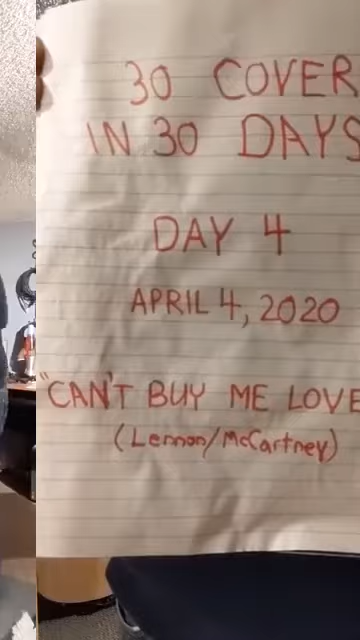 30 COVER
IN 30 DAYS
DAY 4
APRIL 4, 2020
"CAN'T BUY ME LOVE
(Lennon/McCartney)